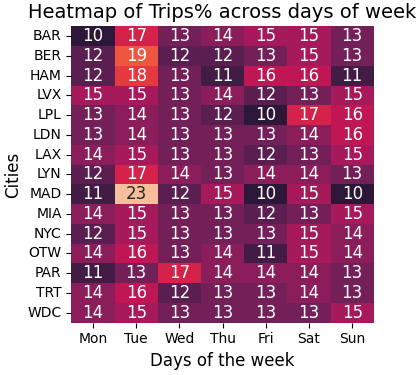 Heatmap of Trips% across days of week
BAR 10 17 13 14 15 15 13
BER 12 19 12 12 13 15 13
HAM 12 18 13 11 16 16 11
LVX 15 15 13 14 12 13 15
LPL 13 14 13 12 10 17 16
LDN 13 14 13 13 13 14 16
LAX 14 15 13 13 12 13 15
LYN 12 17 14 13 14 14 13
MAD 11 23 12 15 10 15 10
MIA 14 15 13 13 12 13 15
NYC 12 15 13 13 13 15 14
OTW 14 16 13 14 11 15 14
PAR 11 13 17 14 14 14 13
TRT 14 16 12 13 13 14 13
WDC 14 15 13 13 13 13 15
Mon Tue Wed Thu Fri Sat Sun
Days of the week
Cities